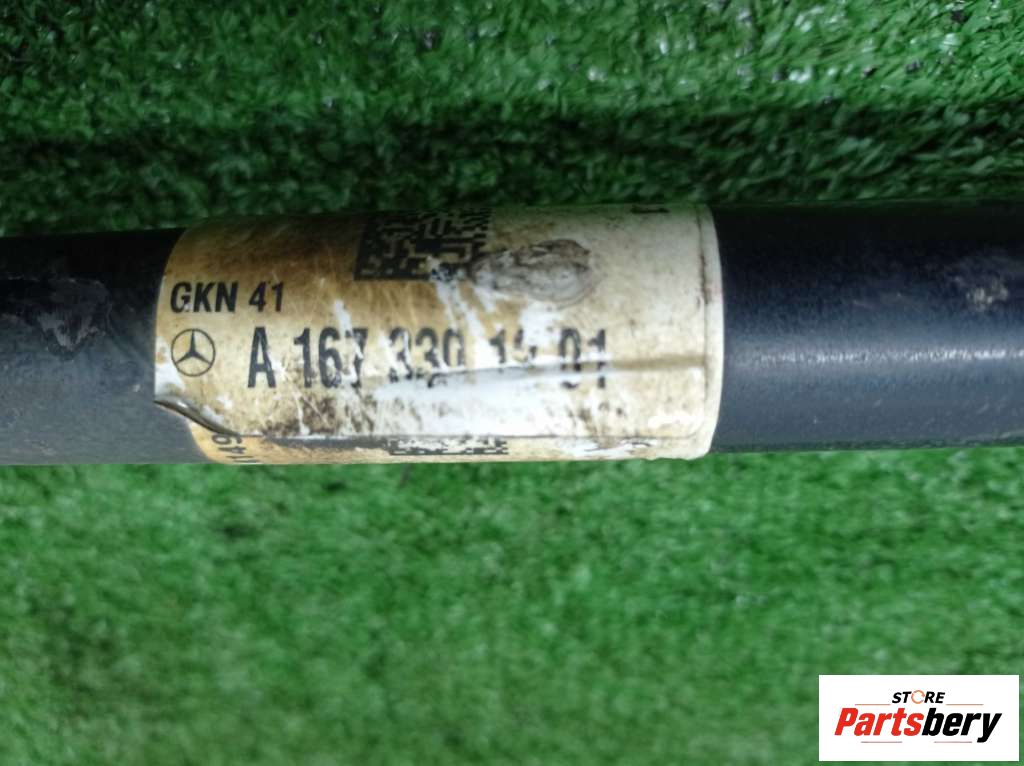 GKN 41
A 167 330 01
STORE
Partsbery